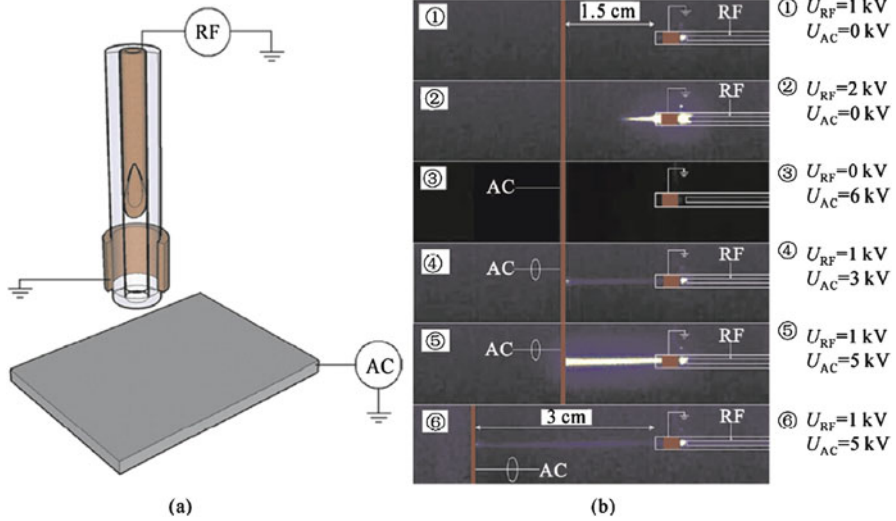 RF
AC
(a)
① 1.5 cm RF
② RF
③ AC
④ AC RF
⑤ AC RF
⑥ 3 cm RF
AC
① U_RF=1 kV
U_AC=0 kV
② U_RF=2 kV
U_AC=0 kV
③ U_RF=0 kV
U_AC=6 kV
④ U_RF=1 kV
U_AC=3 kV
⑤ U_RF=1 kV
U_AC=5 kV
⑥ U_RF=1 kV
U_AC=5 kV
(b)